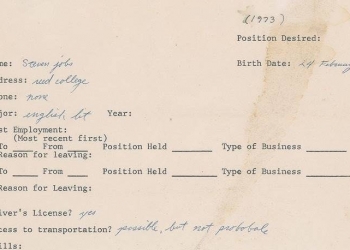 (1973)
Position Desired:
me: Steven jobs Birth Date: 24 Februay
dress: reed college
one: none
jor: english, lit Year:
st Employment:
(Most recent first)
To From Position Held Type of Business
Reason for leaving:
To From Position Held Type of Business
Reason for Leaving:
iver's License? yes
cess to transportation? possible, but not probable
ills: